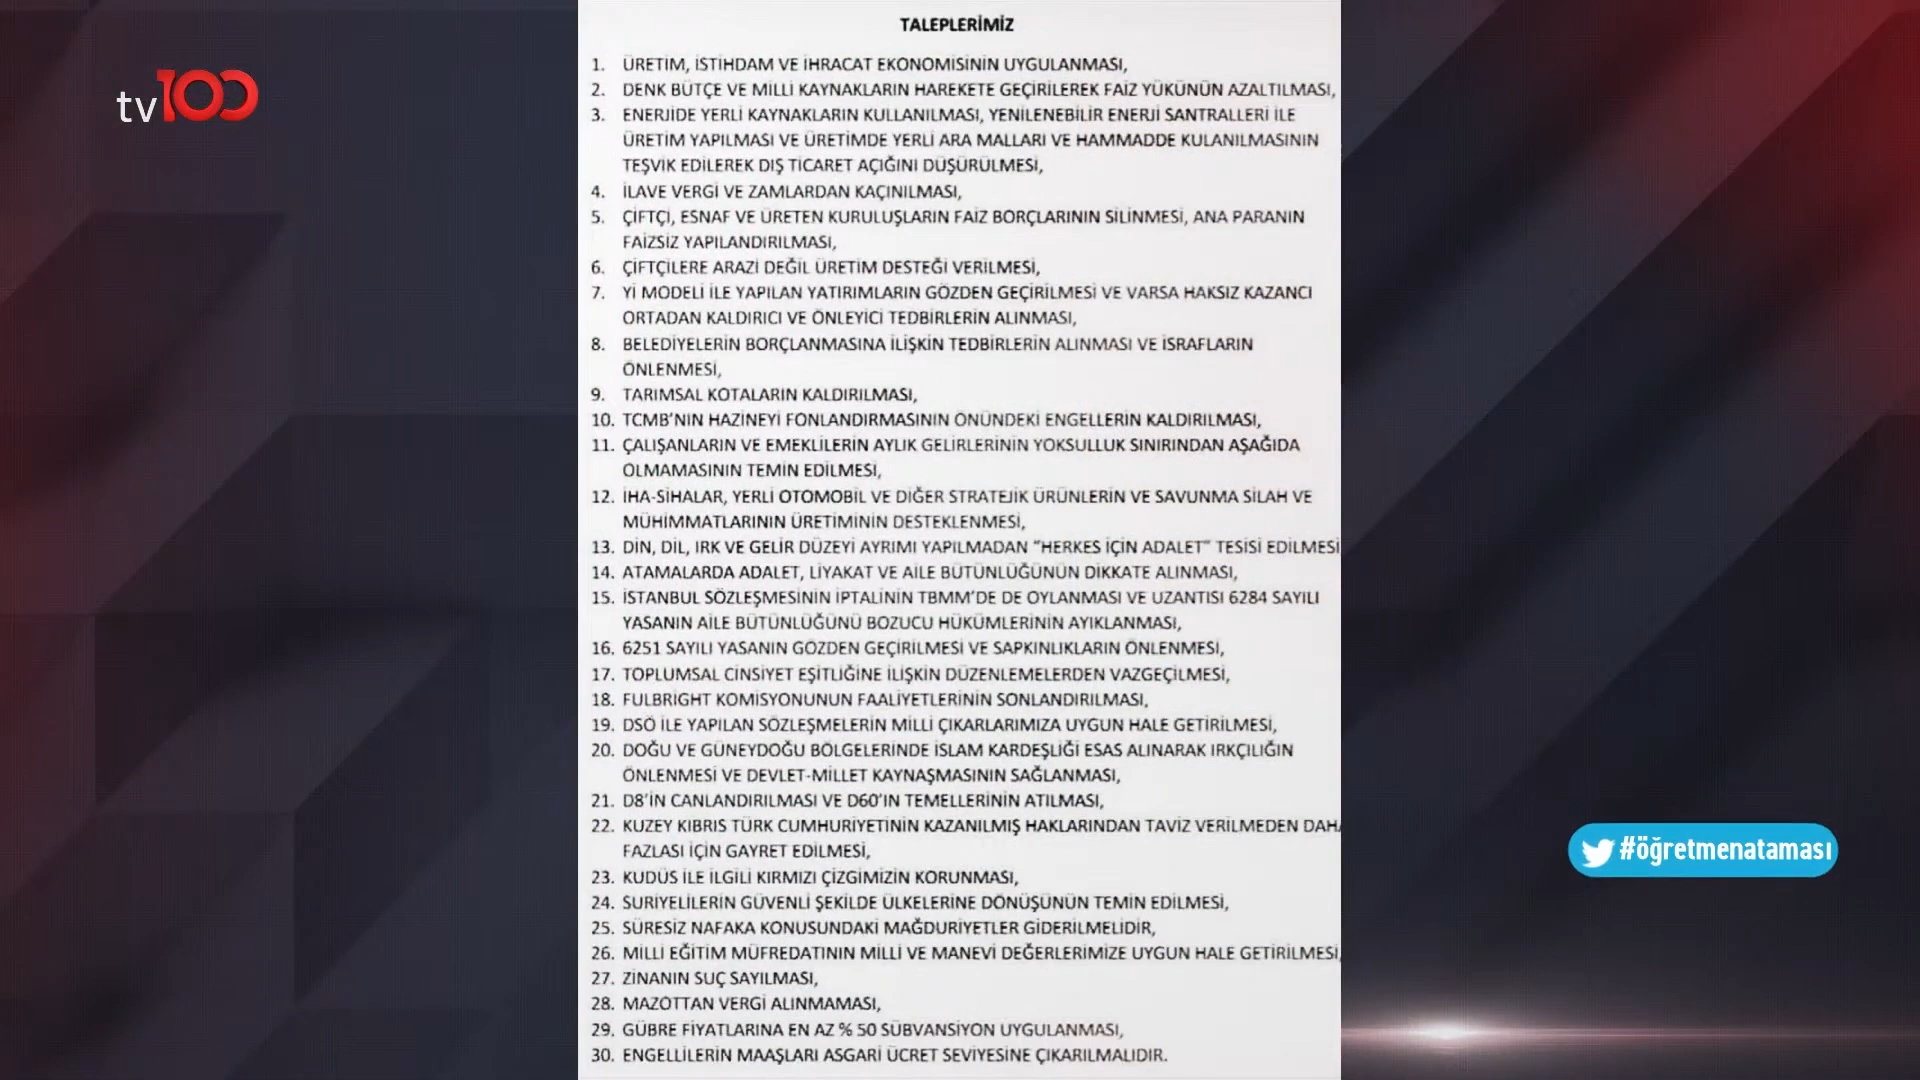 TALEPLERİMİZ
tv100
1. ÜRETİM, İSTİHDAM VE İHRACAT EKONOMİSİNİN UYGULANMASI,
2. DENK BÜTÇE VE MİLLİ KAYNAKLARIN HAREKETE GEÇİRİLEREK FAİZ YÜKÜNÜN AZALTILMASI,
3. ENERJİDE YERLİ KAYNAKLARIN KULLANILMASI, YENİLENEBİLİR ENERJİ SANTRALLERİ İLE
ÜRETİM YAPILMASI VE ÜRETİMDE YERLİ ARA MALLARI VE HAMMADDE KULANILMASININ
TEŞVİK EDİLEREK DIŞ TİCARET AÇIĞINI DÜŞÜRÜLMESİ,
4. İLAVE VERGİ VE ZAMLARDAN KAÇINILMASI,
5. ÇİFTÇİ, ESNAF VE ÜRETEN KURULUŞLARIN FAİZ BORÇLARININ SİLİNMESİ, ANA PARANIN
FAİZSİZ YAPILANDIRILMASI,
6. ÇİFTÇİLERE ARAZİ DEĞİL ÜRETİM DESTEĞİ VERİLMESİ,
7. Yİ MODELİ İLE YAPILAN YATIRIMLARIN GÖZDEN GEÇİRİLMESİ VE VARSA HAKSIZ KAZANCI
ORTADAN KALDIRICI VE ÖNLEYİCİ TEDBİRLERİN ALINMASI,
8. BELEDİYELERİN BORÇLANMASINA İLİŞKİN TEDBİRLERİN ALINMASI VE İSRAFLARIN
ÖNLENMESİ,
9. TARIMSAL KOTALARIN KALDIRILMASI,
10. TCMB'NIN HAZİNEYİ FONLANDIRMASININ ÖNÜNDEKİ ENGELLERİN KALDIRILMASI,
11. ÇALIŞANLARIN VE EMEKLİLERİN AYLIK GELİRLERİNİN YOKSULLUK SINIRINDAN AŞAĞIDA
OLMAMASININ TEMİN EDİLMESİ,
12. İHA-SİHALAR, YERLİ OTOMOBİL VE DİĞER STRATEJİK ÜRÜNLERİN VE SAVUNMA SİLAH VE
MÜHİMMATLARININ ÜRETİMİNİN DESTEKLENMESİ,
13. DİN, DİL, IRK VE GELİR DÜZEYİ AYRIMI YAPILMADAN "HERKES İÇİN ADALET" TESİSİ EDİLMESİ
14. ATAMALARDA ADALET, LİYAKAT VE AİLE BÜTÜNLÜĞÜNÜN DİKKATE ALINMASI,
15. İSTANBUL SÖZLEŞMESİNİN İPTALİNİN TBMM'DE DE OYLANMASI VE UZANTISI 6284 SAYILI
YASANIN AİLE BÜTÜNLÜĞÜNÜ BOZUCU HÜKÜMLERİNİN AYIKLANMASI,
16. 6251 SAYILI YASANIN GÖZDEN GEÇİRİLMESİ VE SAPKINLIKLARIN ÖNLENMESİ,
17. TOPLUMSAL CİNSİYET EŞİTLİĞİNE İLİŞKİN DÜZENLEMELERDEN VAZGEÇİLMESİ,
18. FULBRİGHT KOMİSYONUNUN FAALİYETLERİNİN SONLANDIRILMASI,
19. DSÖ İLE YAPILAN SÖZLEŞMELERİN MİLLİ ÇIKARLARIMIZA UYGUN HALE GETİRİLMESİ,
20. DOĞU VE GÜNEYDOĞU BÖLGELERİNDE İSLAM KARDEŞLİĞİ ESAS ALINARAK IRKÇILIĞIN
ÖNLENMESİ VE DEVLET-MİLLET KAYNAŞMASININ SAĞLANMASI,
21. D8'İN CANLANDIRILMASI VE D60'IN TEMELLERİNİN ATILMASI,
22. KUZEY KIBRIS TÜRK CUMHURİYETİNİN KAZANILMIŞ HAKLARINDAN TAVİZ VERİLMEDEN DAHA
FAZLASI İÇİN GAYRET EDİLMESİ,
23. KUDÜS İLE İLGİLİ KIRMIZI ÇİZGİMİZİN KORUNMASI,
24. SURİYELİLERİN GÜVENLİ ŞEKİLDE ÜLKELERİNE DÖNÜŞÜNÜN TEMİN EDİLMESİ,
25. SÜRESİZ NAFAKA KONUSUNDAKİ MAĞDURİYETLER GİDERİLMELİDİR,
26. MİLLİ EĞİTİM MÜFREDATININ MİLLİ VE MANEVİ DEĞERLERİMİZE UYGUN HALE GETİRİLMESİ,
27. ZİNANIN SUÇ SAYILMASI,
28. MAZOTTAN VERGİ ALINMAMASI,
29. GÜBRE FİYATLARINA EN AZ % 50 SÜBVANSİYON UYGULANMASI,
30. ENGELLİLERİN MAAŞLARI ASGARİ ÜCRET SEVİYESİNE ÇIKARILMALIDIR.
#öğretmenataması